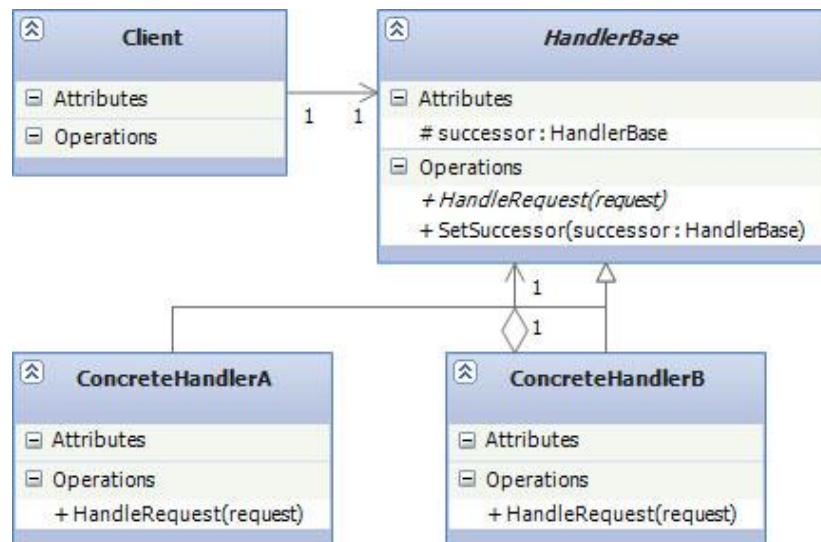 Client
Attributes
Operations
1 1
HandlerBase
Attributes
# successor : HandlerBase
Operations
+ HandleRequest(request)
+ SetSuccessor(successor : HandlerBase)
1
1
ConcreteHandlerA
Attributes
Operations
+ HandleRequest(request)
ConcreteHandlerB
Attributes
Operations
+ HandleRequest(request)